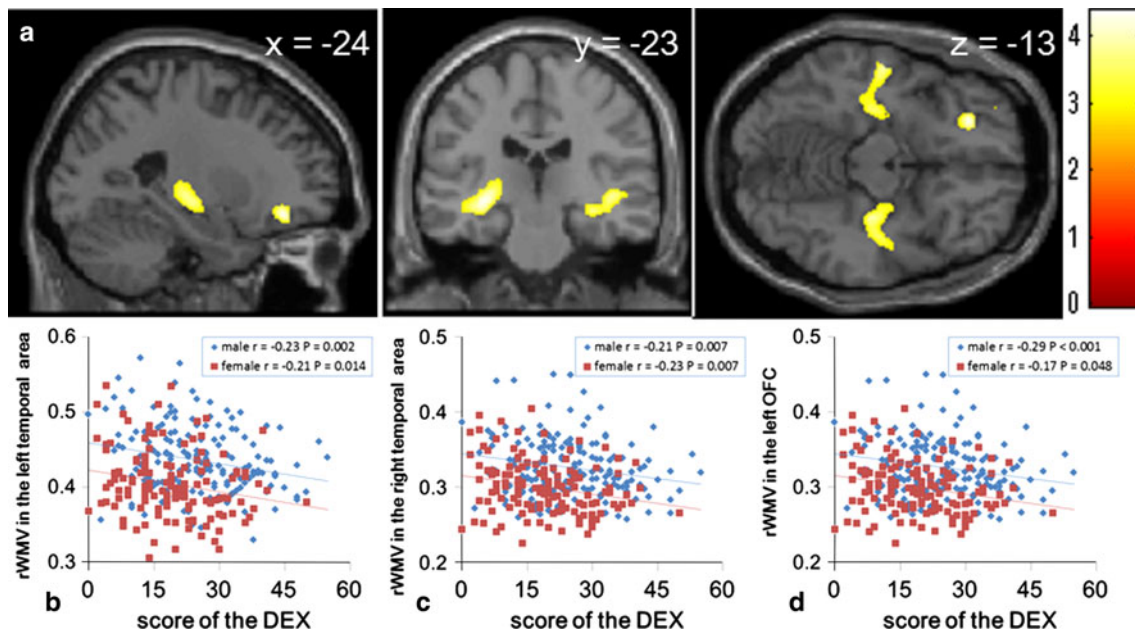 a
x = -24
y = -23
z = -13
4
3
2
1
0
0.6
0.5
0.4
0.3
rWMV in the left temporal area
male r = -0.23 P = 0.002
female r = -0.21 P = 0.014
0 15 30 45 60
b
score of the DEX
0.5
0.4
0.3
0.2
rWMV in the right temporal area
male r = -0.21 P = 0.007
female r = -0.23 P = 0.007
0 15 30 45 60
c
score of the DEX
0.5
0.4
0.3
0.2
rWMV in the left OFC
male r = -0.29 P < 0.001
female r = -0.17 P = 0.048
0 15 30 45 60
d
score of the DEX